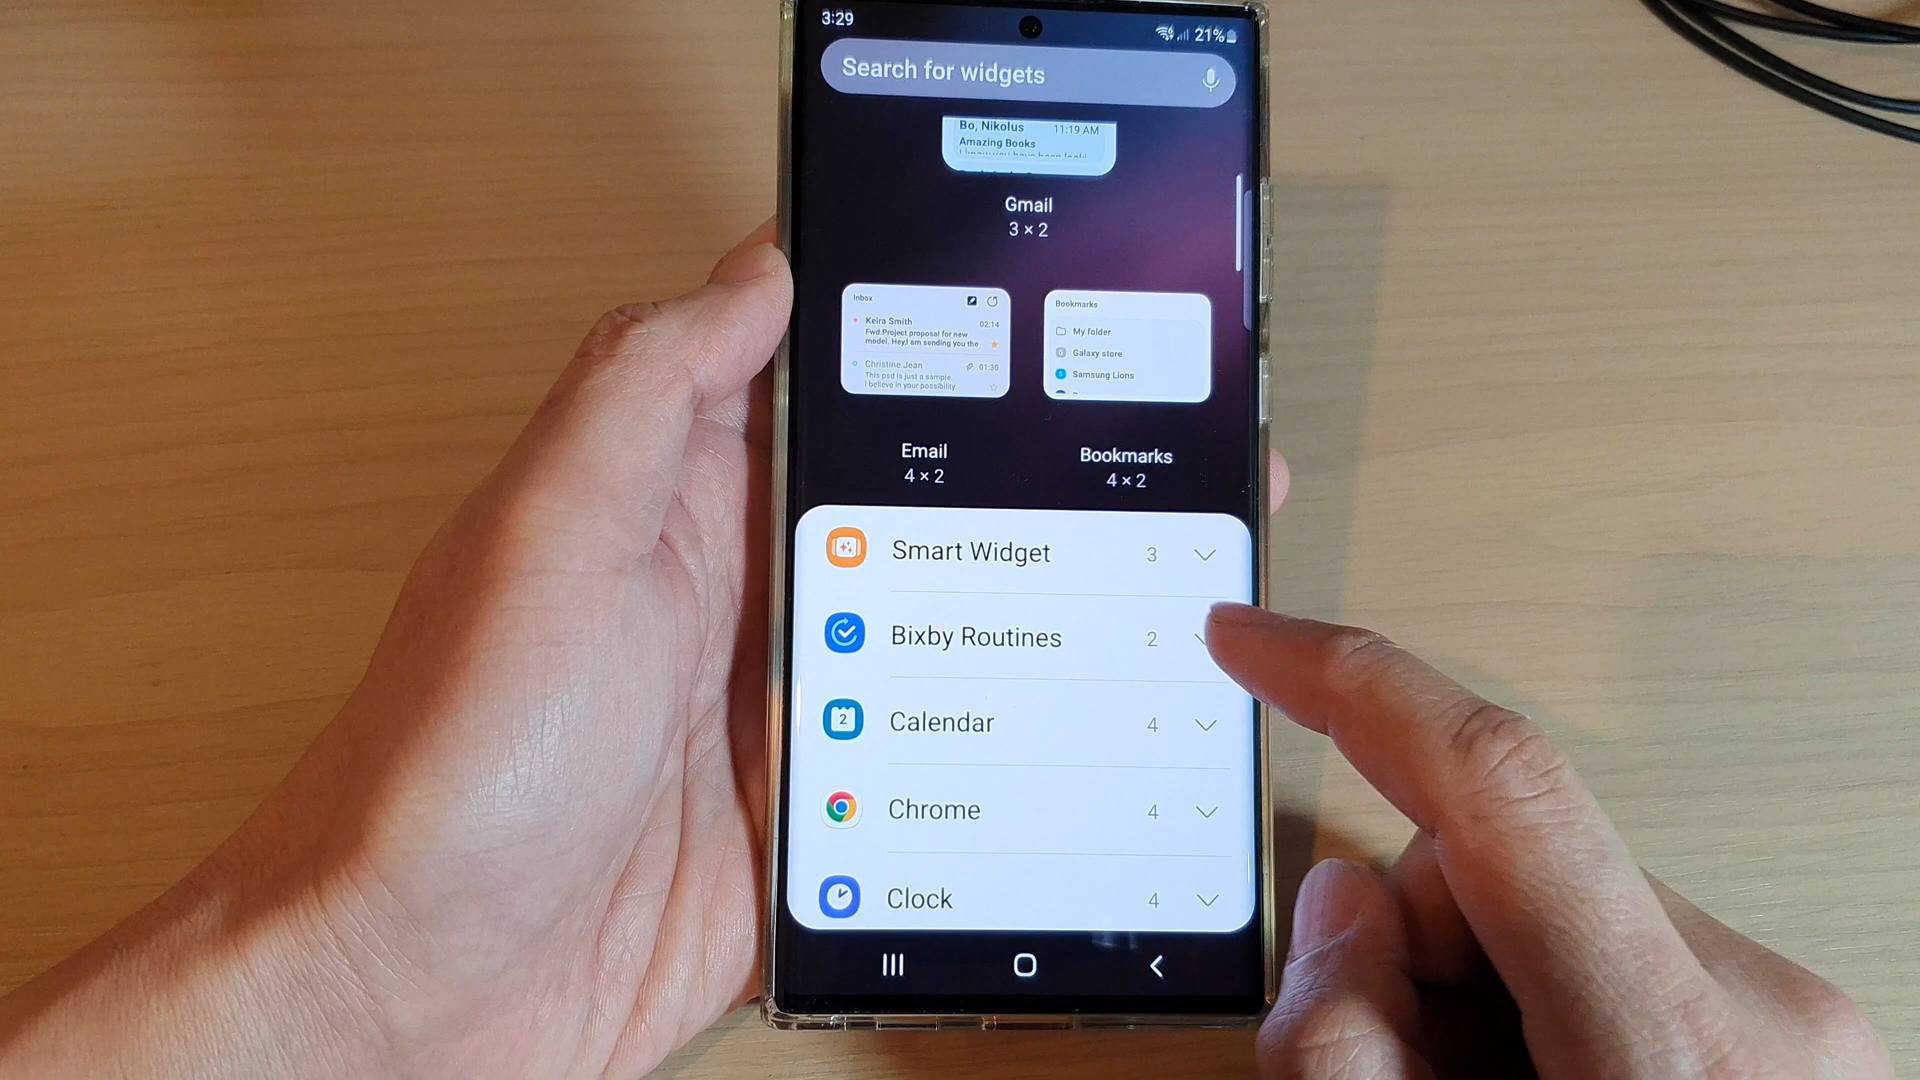 3:29
21%
Search for widgets
Bo, Nikolus 11:19 AM
Amazing Books
Gmail
3 × 2
Inbox
Keira Smith 02:14
Fwd:Project proposal for new
model. Hey,I am sending you the
Christine Jean 01:30
This psd is just a sample.
I believe in your possibility.
Email
4 × 2
Bookmarks
My folder
Galaxy store
Samsung Lions
Bookmarks
4 × 2
Smart Widget 3
Bixby Routines 2
2
Calendar 4
Chrome 4
Clock 4